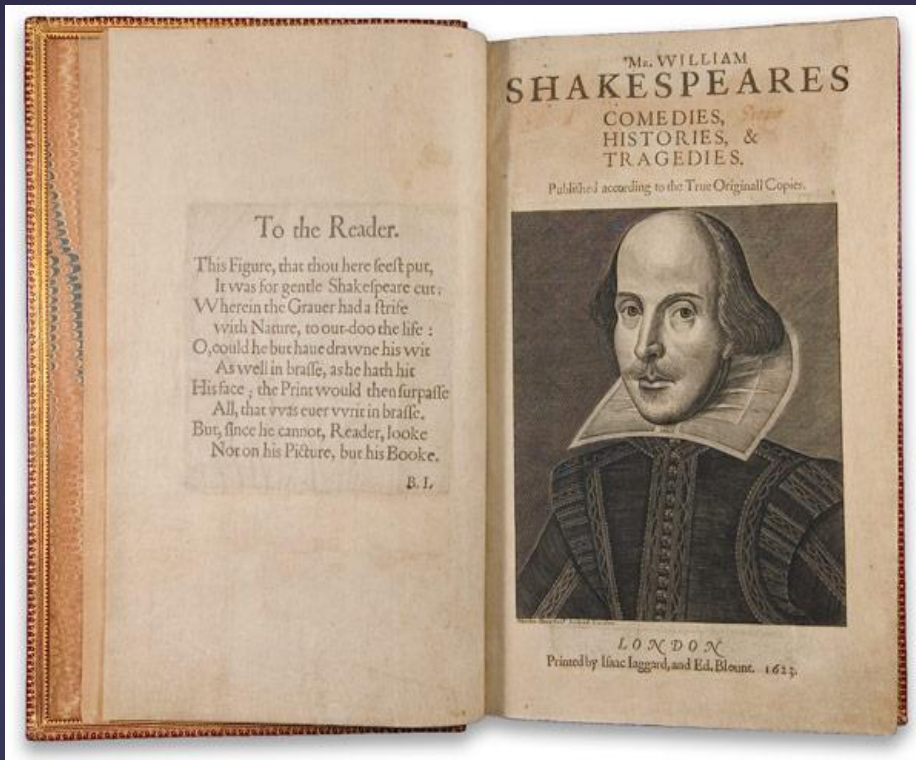 To the Reader.
This Figure, that thou here ſeeſt put,
It was for gentle Shakeſpeare cut;
Wherein the Grauer had a ſtrife
with Nature, to out-doo the life :
O, could he but haue drawne his wit
As well in braſſe, as he hath hit
His face ; the Print would then ſurpaſſe
All, that vvas euer vvrit in braſſe.
But, ſince he cannot, Reader, looke
Not on his Picture, but his Booke.
B. I.
Mr. WILLIAM
SHAKESPEARES
COMEDIES,
HISTORIES, &
TRAGEDIES.
Publiſhed according to the True Originall Copies.
LONDON
Printed by Iſaac Iaggard, and Ed. Blount. 1623.